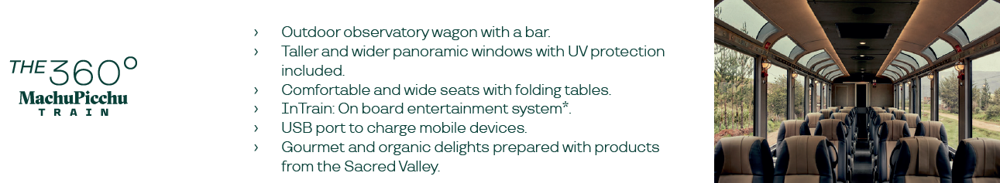 THE 360°
MachuPicchu
TRAIN
› Outdoor observatory wagon with a bar.
› Taller and wider panoramic windows with UV protection
included.
› Comfortable and wide seats with folding tables.
› InTrain: On board entertainment system*.
› USB port to charge mobile devices.
› Gourmet and organic delights prepared with products
from the Sacred Valley.